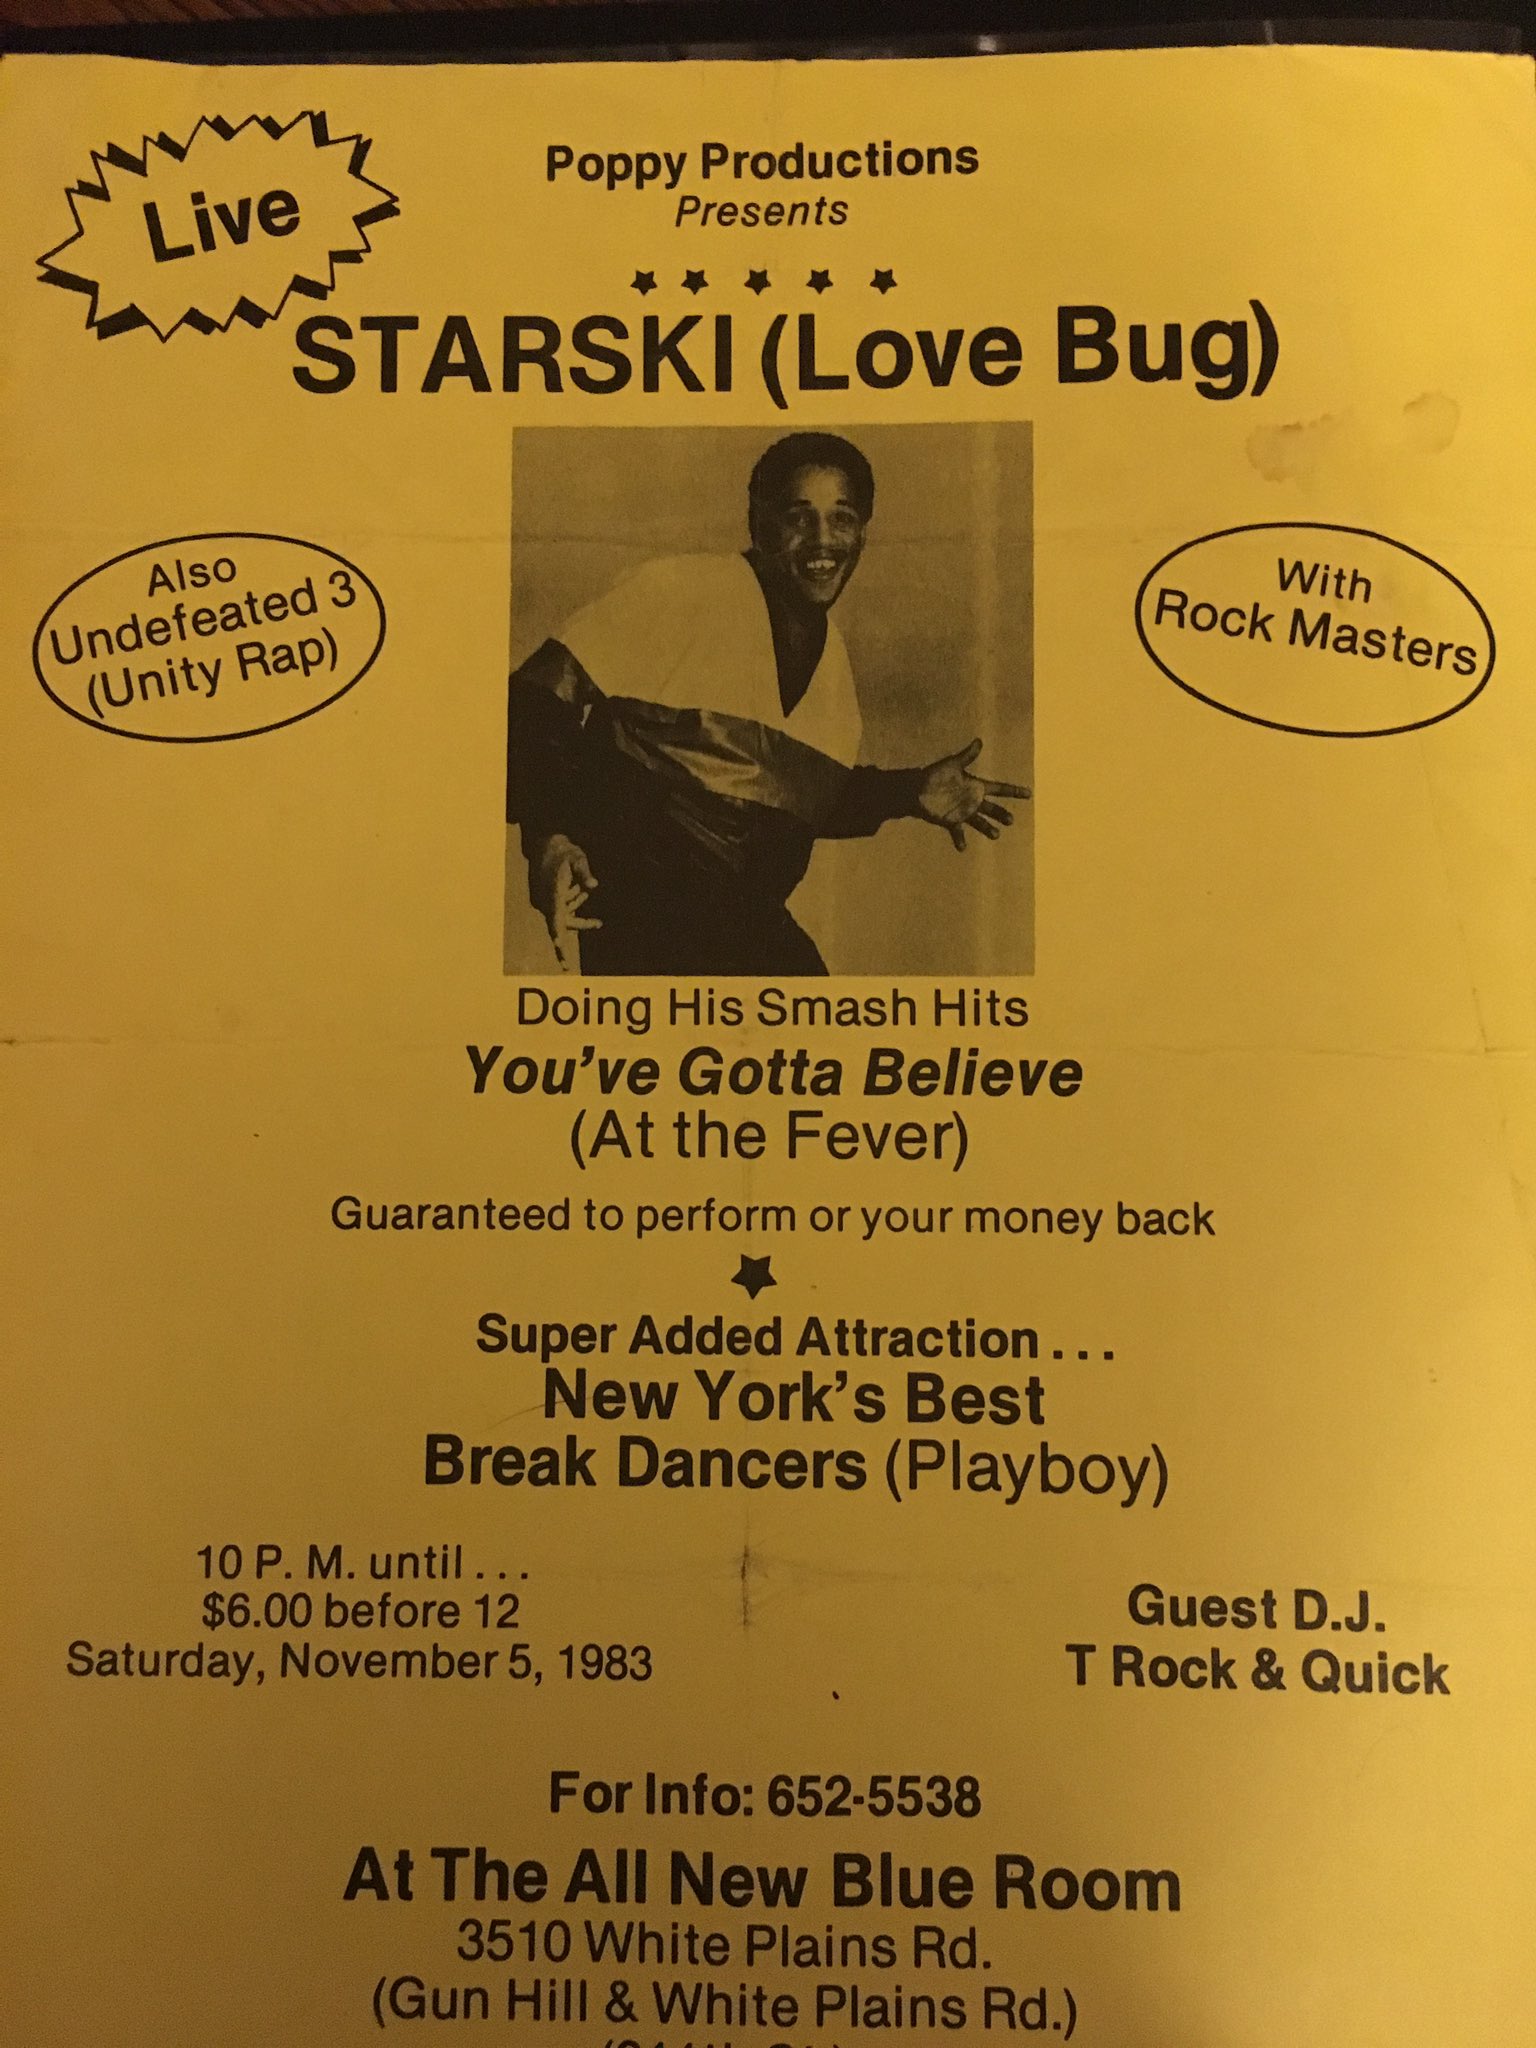 Live
Poppy Productions
Presents
STARSKI (Love Bug)
Also
Undefeated 3
(Unity Rap)
With
Rock Masters
Doing His Smash Hits
You've Gotta Believe
(At the Fever)
Guaranteed to perform or your money back
Super Added Attraction...
New York's Best
Break Dancers (Playboy)
10 P. M. until...
$6.00 before 12
Saturday, November 5, 1983
Guest D.J.
T Rock & Quick
For Info: 652-5538
At The All New Blue Room
3510 White Plains Rd.
(Gun Hill & White Plains Rd.)